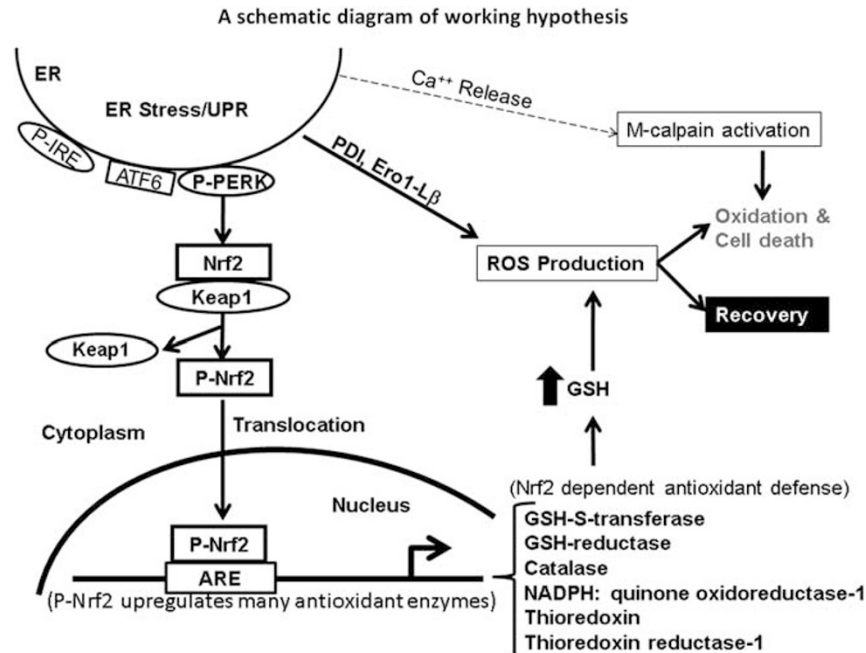 A schematic diagram of working hypothesis
ER
ER Stress/UPR
P-IRE
ATF6
P-PERK
Ca⁺⁺ Release
M-calpain activation
PDI, Ero1-Lβ
Oxidation &
Cell death
Nrf2
Keap1
ROS Production
Keap1
Recovery
P-Nrf2
GSH
Cytoplasm
Translocation
Nucleus
(Nrf2 dependent antioxidant defense)
P-Nrf2
ARE
(P-Nrf2 upregulates many antioxidant enzymes)
GSH-S-transferase
GSH-reductase
Catalase
NADPH: quinone oxidoreductase-1
Thioredoxin
Thioredoxin reductase-1